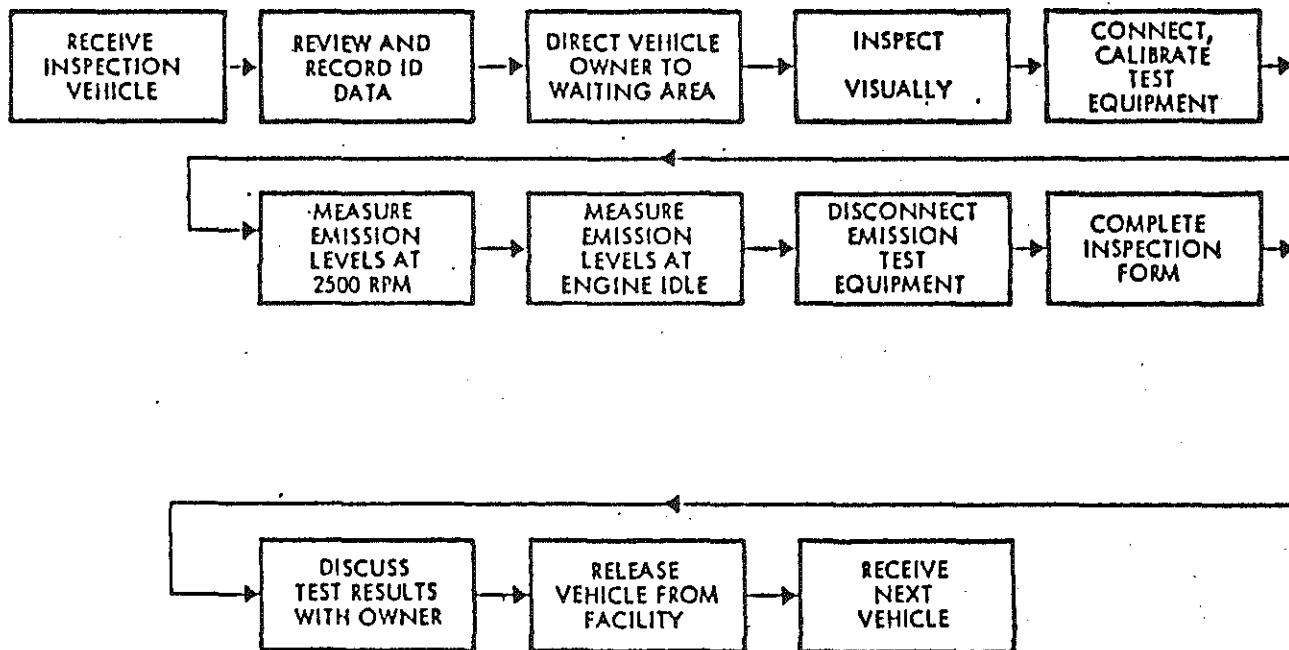 RECEIVE
INSPECTION
VEHICLE
REVIEW AND
RECORD ID
DATA
DIRECT VEHICLE
OWNER TO
WAITING AREA
INSPECT
VISUALLY
CONNECT,
CALIBRATE
TEST
EQUIPMENT
MEASURE
EMISSION
LEVELS AT
2500 RPM
MEASURE
EMISSION
LEVELS AT
ENGINE IDLE
DISCONNECT
EMISSION
TEST
EQUIPMENT
COMPLETE
INSPECTION
FORM
DISCUSS
TEST RESULTS
WITH OWNER
RELEASE
VEHICLE FROM
FACILITY
RECEIVE
NEXT
VEHICLE